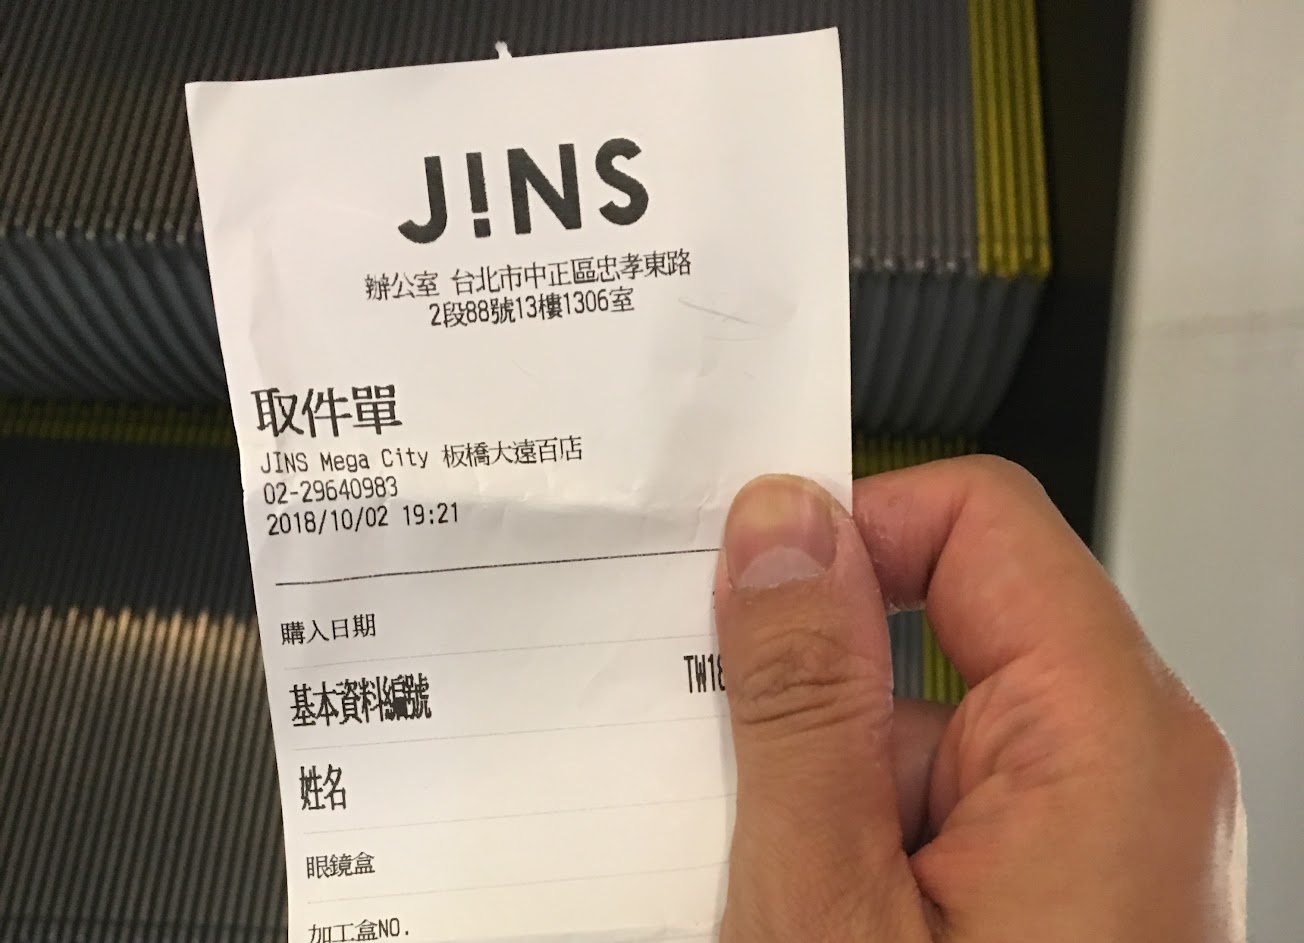 J!NS
辦公室 台北市中正區忠孝東路
2段88號13樓1306室
取件單
JINS Mega City 板橋大遠百店
02-29640983
2018/10/02 19:21
購入日期
基本資料編號 TW18
姓名
眼鏡盒
加工盒NO.